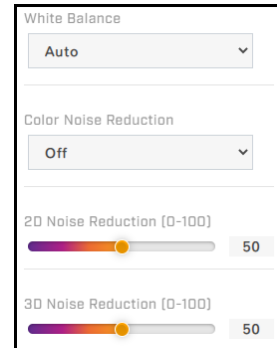 White Balance
Auto
Color Noise Reduction
Off
2D Noise Reduction (0-100)
50
3D Noise Reduction (0-100)
50